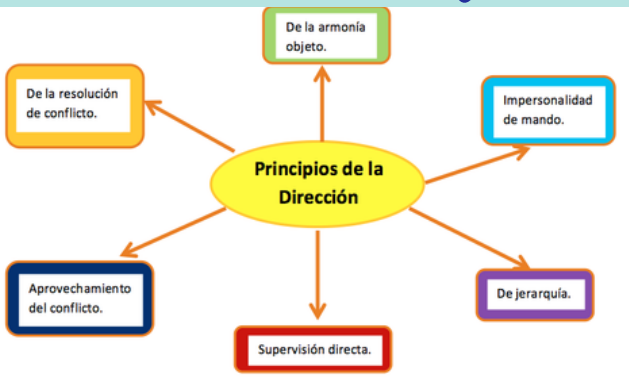 De la armonía
objeto.
De la resolución
de conflicto.
Impersonalidad
de mando.
Principios de la
Dirección
Aprovechamiento
del conflicto.
De jerarquía.
Supervisión directa.